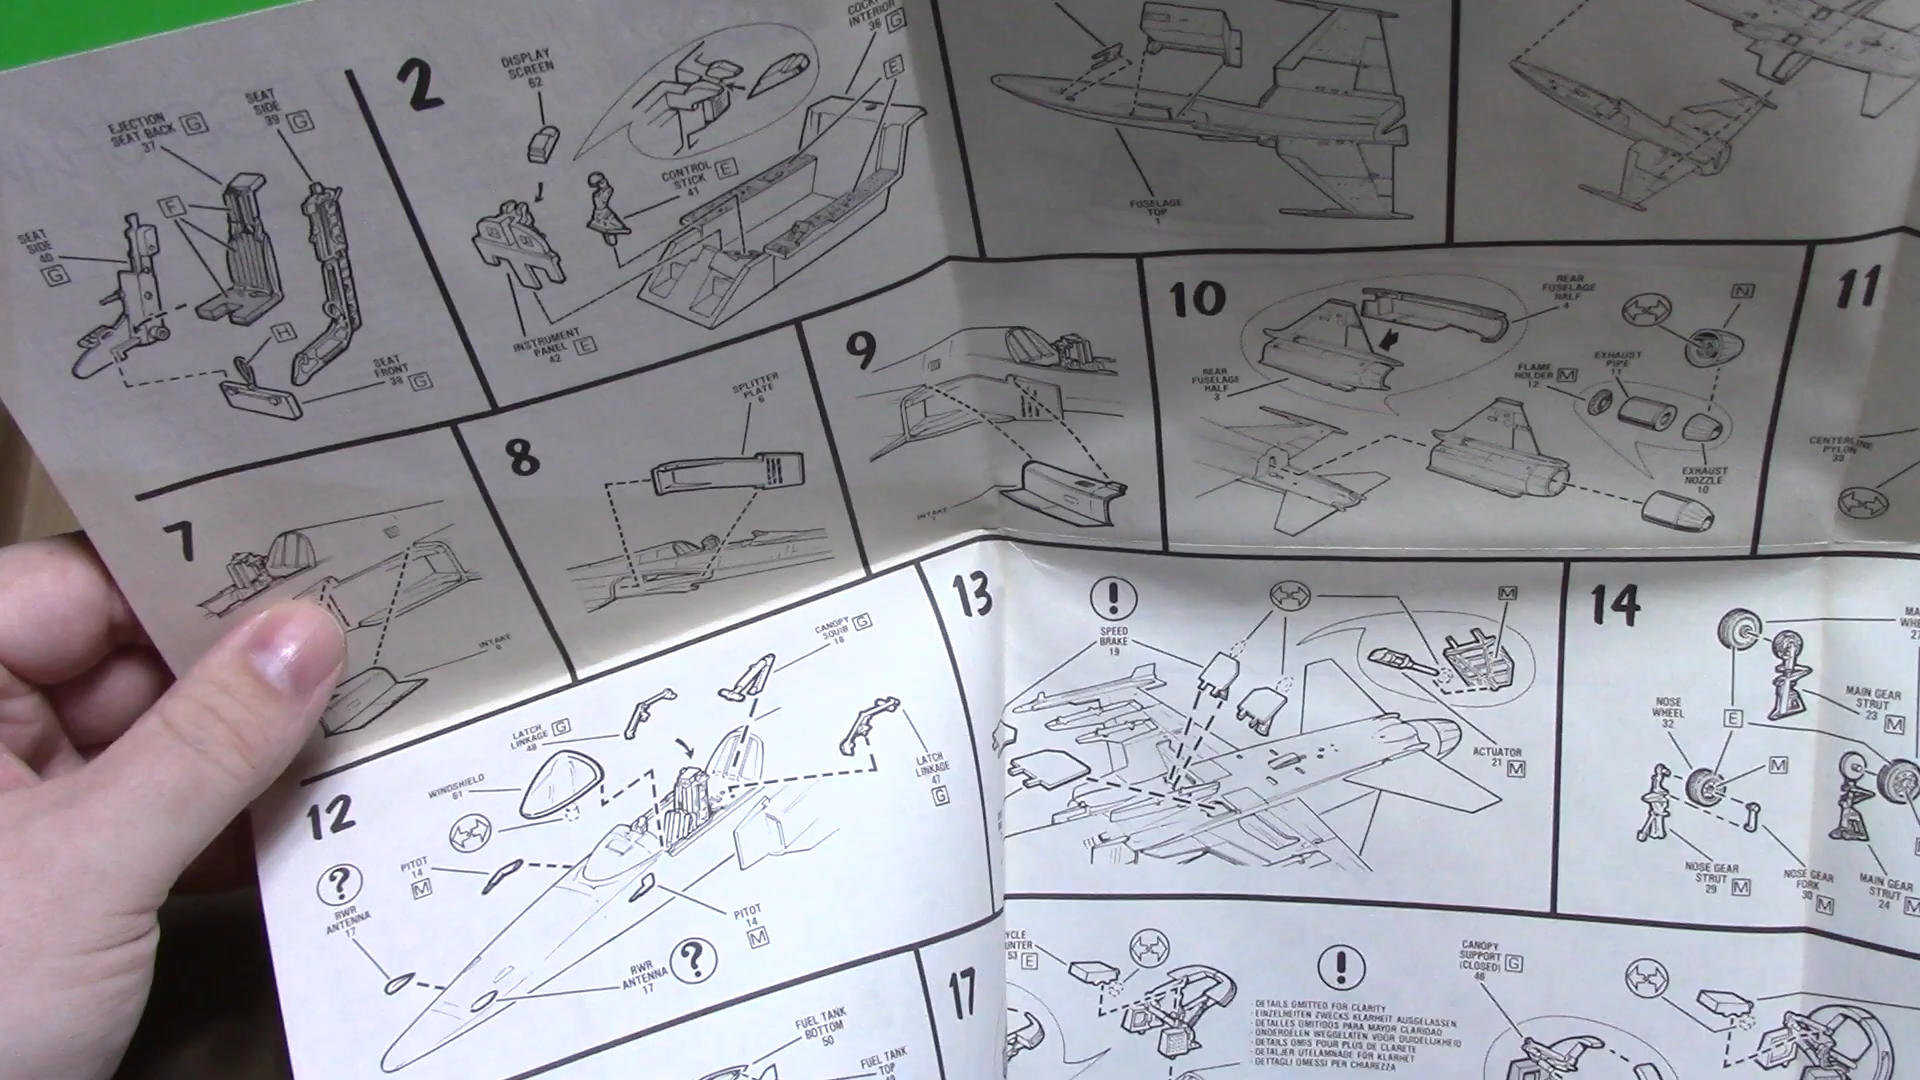 EJECTION
SEAT BACK G
37
SEAT
SIDE
39 G
F
SEAT
SIDE
40
G
H
SEAT
FRONT
38 G
2
DISPLAY
SCREEN
62
INTERIOR
36 G
E
CONTROL
STICK
41 E
INSTRUMENT
PANEL
42 E
FUSELAGE
TOP
1
7
INTAKE
8
SPLITTER
PLATE
6
9
INTAKE
10
REAR
FUSELAGE
HALF
4
REAR
FUSELAGE
HALF
3
N
FLAME
HOLDER M
12
EXHAUST
PIPE
11
EXHAUST
NOZZLE
10
11
CENTERLINE
PYLON
33
12
CANOPY
SQUIB G
18
LATCH
LINKAGE G
48
WINDSHIELD
61
LATCH
LINKAGE
47
G
PITOT
14
M
?
RWR
ANTENNA
17
PITOT
14
M
RWR
ANTENNA
17
?
13
!
SPEED
BRAKE
19
M
ACTUATOR
21 M
14
NOSE
WHEEL
32
E
MAIN GEAR
STRUT
23 M
M
NOSE GEAR
STRUT
29 M
NOSE GEAR
FORK
30 M
MAIN GEAR
STRUT
24 M
FUEL TANK
BOTTOM
50
FUEL TANK
TOP
17
53 E
!
· DETAILS OMITTED FOR CLARITY
· EINZELHEITEN ZWECKS KLARHEIT AUSGELASSEN
· DETALLES OMITIDOS PARA MAYOR CLARIDAD
· ONDERDELEN WEGGELATEN VOOR DUIDELIJKHEID
· DETAILS OMIS POUR PLUS DE CLARETE
· DETALJER UTELAMNADE FOR KLARHET
· DETTAGLI OMESSI PER CHIAREZZA
CANOPY
SUPPORT
(CLOSED) G
46